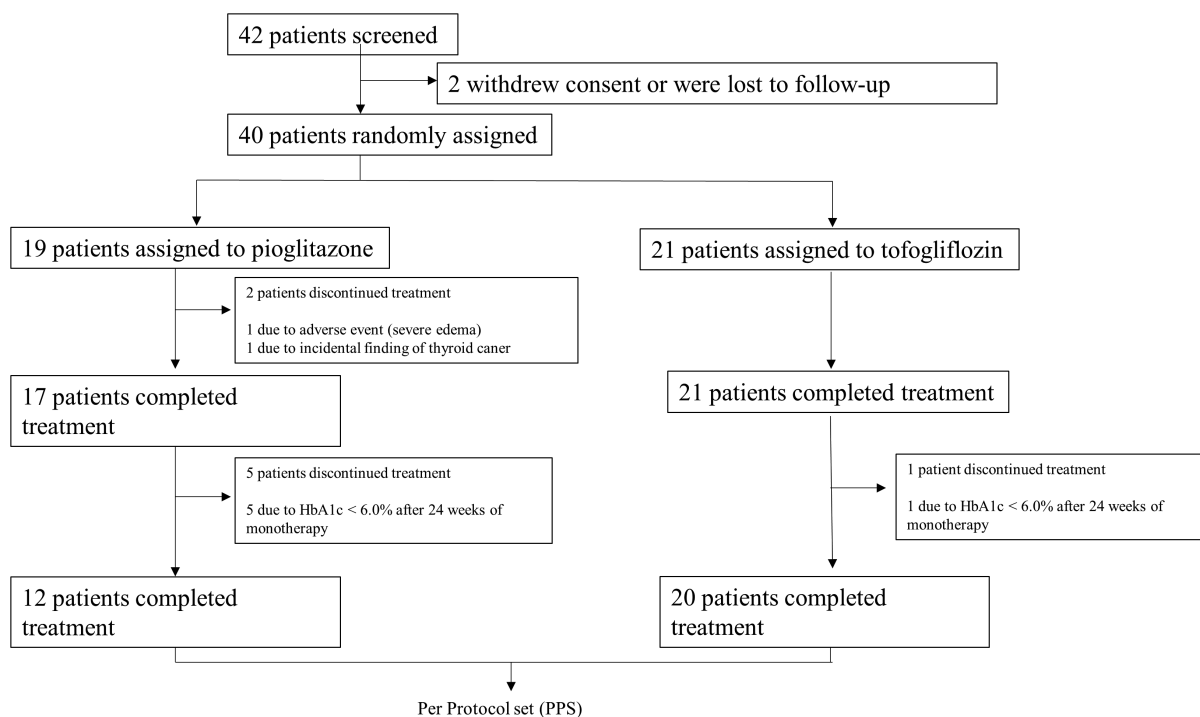 42 patients screened
2 withdrew consent or were lost to follow-up
40 patients randomly assigned
19 patients assigned to pioglitazone
21 patients assigned to tofogliflozin
2 patients discontinued treatment
1 due to adverse event (severe edema)
1 due to incidental finding of thyroid caner
17 patients completed
treatment
21 patients completed treatment
5 patients discontinued treatment
5 due to HbA1c < 6.0% after 24 weeks of
monotherapy
1 patient discontinued treatment
1 due to HbA1c < 6.0% after 24 weeks of
monotherapy
12 patients completed
treatment
20 patients completed
treatment
Per Protocol set (PPS)